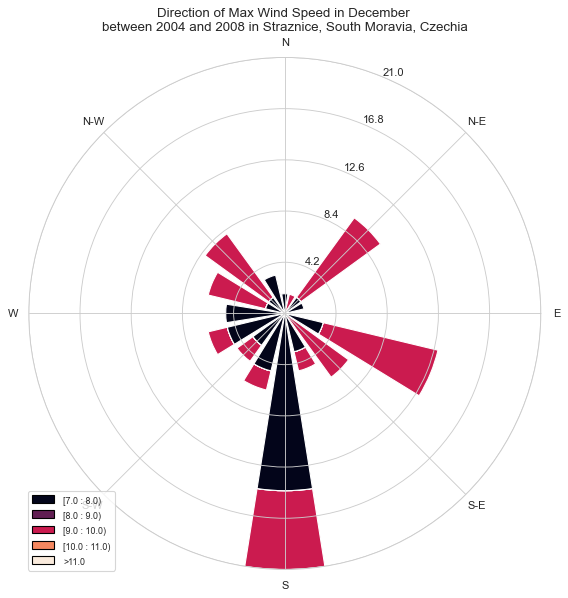 Direction of Max Wind Speed in December
between 2004 and 2008 in Straznice, South Moravia, Czechia
N
21.0
16.8
N-W
N-E
12.6
8.4
4.2
W
E
[7.0 : 8.0)
S-W
S-E
[8.0 : 9.0)
[9.0 : 10.0)
[10.0 : 11.0)
>11.0
S